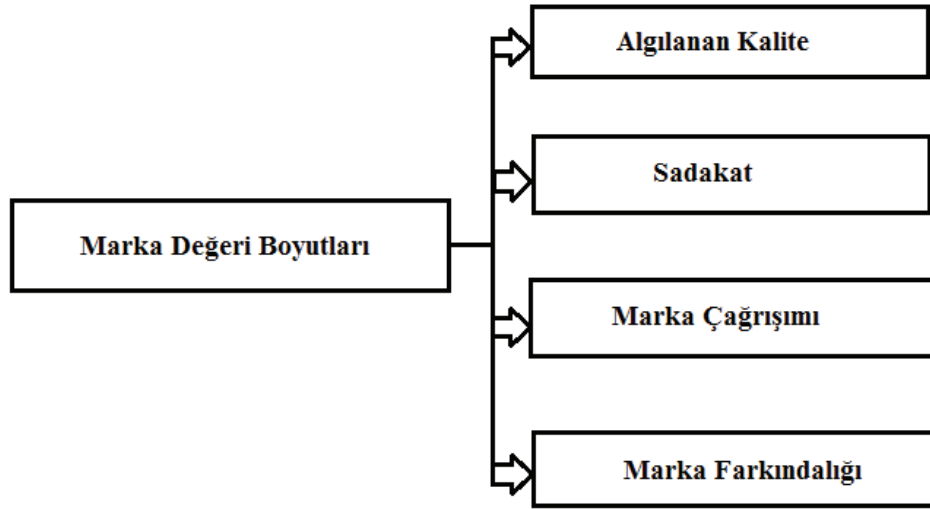 Algılanan Kalite
Sadakat
Marka Değeri Boyutları
Marka Çağrışımı
Marka Farkındalığı